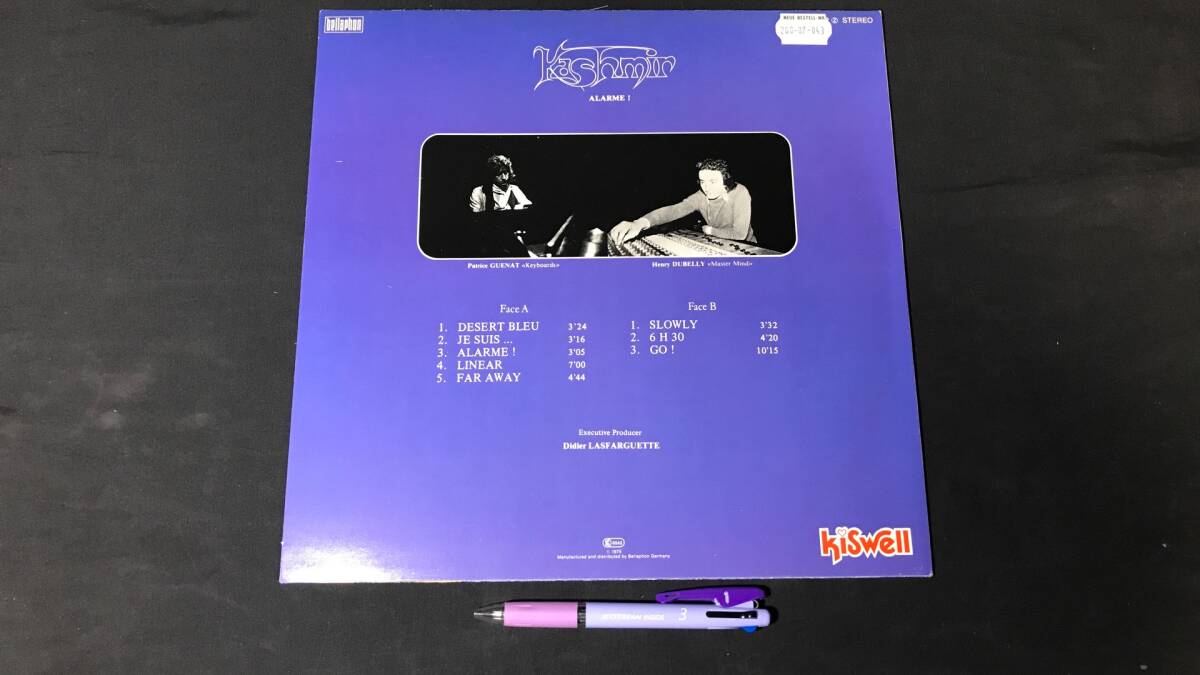 bellaphon
NEUE BESTELL-NR.
260·07·043
② STEREO
Kashmir
ALARME !
Patrice GUENAT «Keyboards»
Henry DUBELLY «Master Mind»
Face A
1. DESERT BLEU 3'24
2. JE SUIS ... 3'16
3. ALARME ! 3'05
4. LINEAR 7'00
5. FAR AWAY 4'44
Face B
1. SLOWLY 3'32
2. 6 H 30 4'20
3. GO ! 10'15
Executive Producer
Didier LASFARGUETTE
Manufactured and distributed by Bellaphon Germany
kiswell
JETSTREAM 3